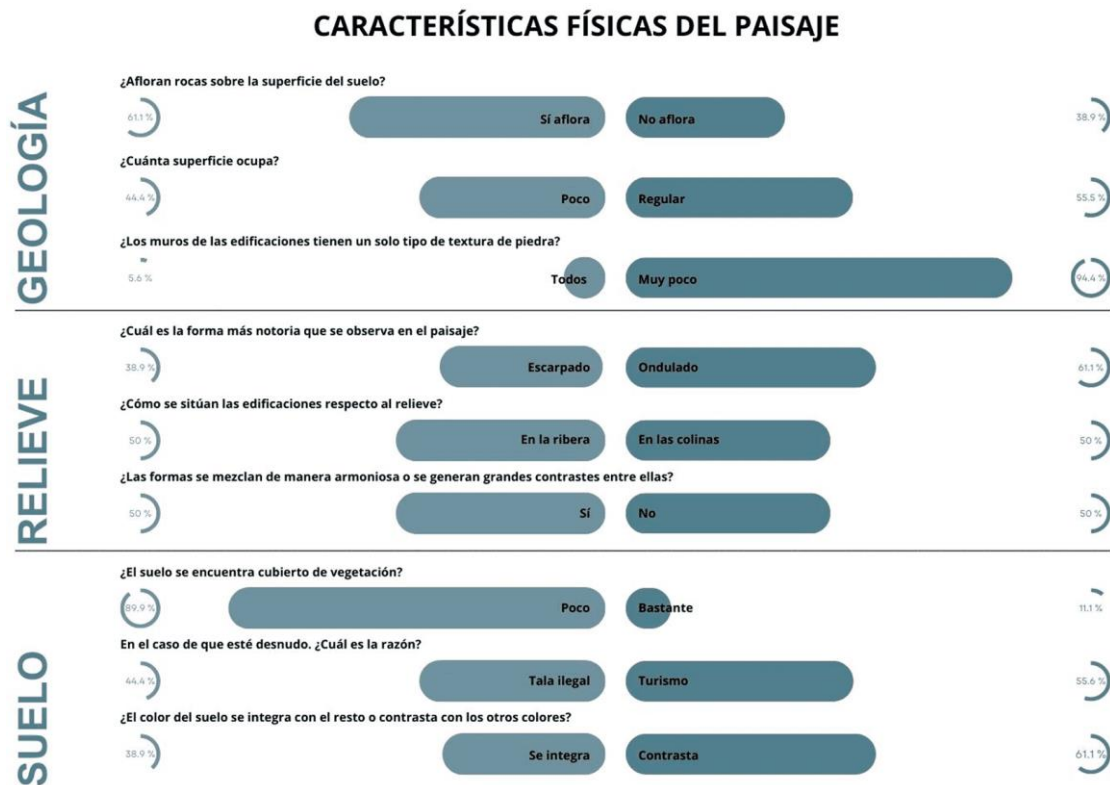 CARACTERÍSTICAS FÍSICAS DEL PAISAJE
GEOLOGÍA
¿Afloran rocas sobre la superficie del suelo?
61.1 % Sí aflora No aflora 38.9 %
¿Cuánta superficie ocupa?
44.4 % Poco Regular 55.5 %
¿Los muros de las edificaciones tienen un solo tipo de textura de piedra?
5.6 % Todos Muy poco 94.4 %
RELIEVE
¿Cuál es la forma más notoria que se observa en el paisaje?
38.9 % Escarpado Ondulado 61.1 %
¿Cómo se sitúan las edificaciones respecto al relieve?
50 % En la ribera En las colinas 50 %
¿Las formas se mezclan de manera armoniosa o se generan grandes contrastes entre ellas?
50 % Sí No 50 %
SUELO
¿El suelo se encuentra cubierto de vegetación?
89.9 % Poco Bastante 11.1 %
En el caso de que esté desnudo. ¿Cuál es la razón?
44.4 % Tala ilegal Turismo 55.6 %
¿El color del suelo se integra con el resto o contrasta con los otros colores?
38.9 % Se integra Contrasta 61.1 %